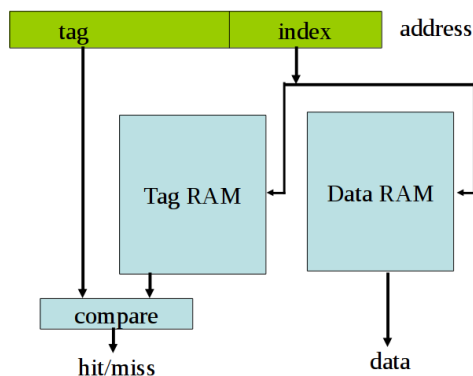 tag
index
address
Tag RAM
Data RAM
compare
hit/miss
data